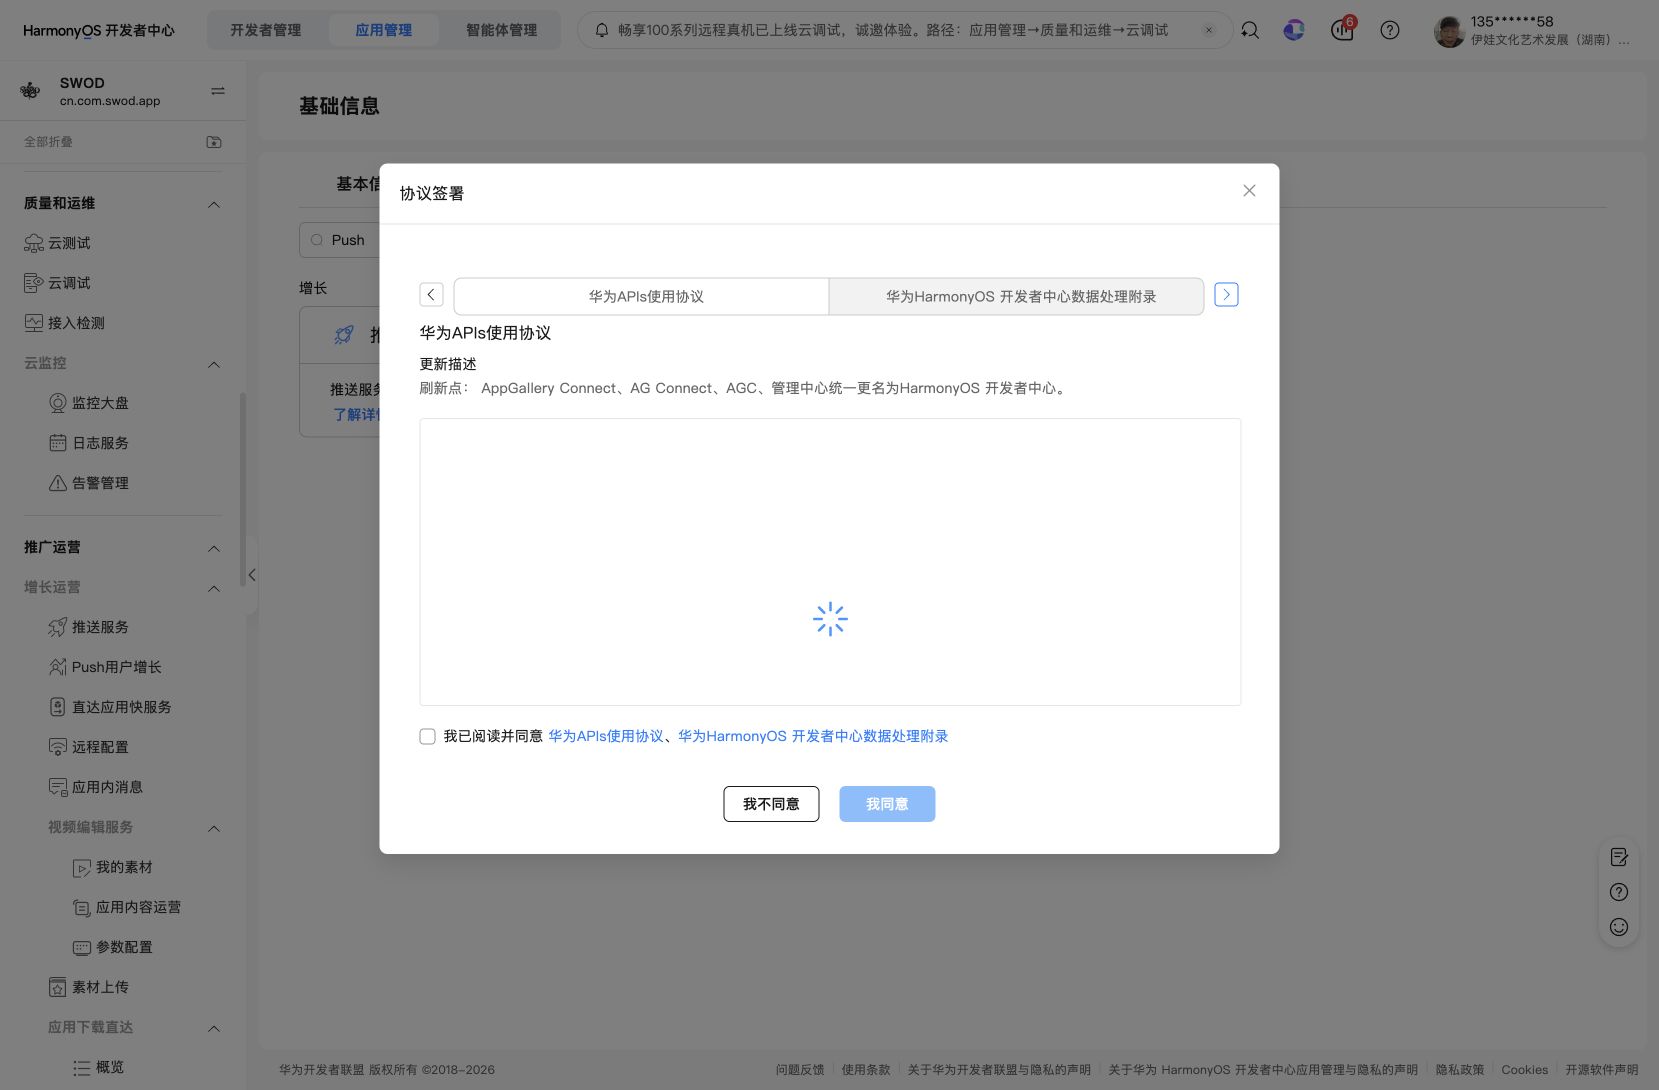 HarmonyOS 开发者中心
开发者管理
应用管理
智能体管理
畅享100系列远程真机已上线云调试，诚邀体验。路径：应用管理→质量和运维→云调试
6
135******58
伊娃文化艺术发展（湖南）...
SWOD
cn.com.swod.app
全部折叠
质量和运维
云测试
云调试
接入检测
云监控
监控大盘
日志服务
告警管理
推广运营
增长运营
推送服务
Push用户增长
直达应用快服务
远程配置
应用内消息
视频编辑服务
我的素材
应用内容运营
参数配置
素材上传
应用下载直达
概览
基础信息
基本信
Push
增长
推
推送服务
了解详情
协议签署
华为APIs使用协议
华为HarmonyOS 开发者中心数据处理附录
华为APIs使用协议
更新描述
刷新点： AppGallery Connect、AG Connect、AGC、管理中心统一更名为HarmonyOS 开发者中心。
我已阅读并同意 华为APIs使用协议、华为HarmonyOS 开发者中心数据处理附录
我不同意
我同意
华为开发者联盟 版权所有 ©2018-2026
问题反馈
使用条款
关于华为开发者联盟与隐私的声明
关于华为 HarmonyOS 开发者中心应用管理与隐私的声明
隐私政策
Cookies
开源软件声明